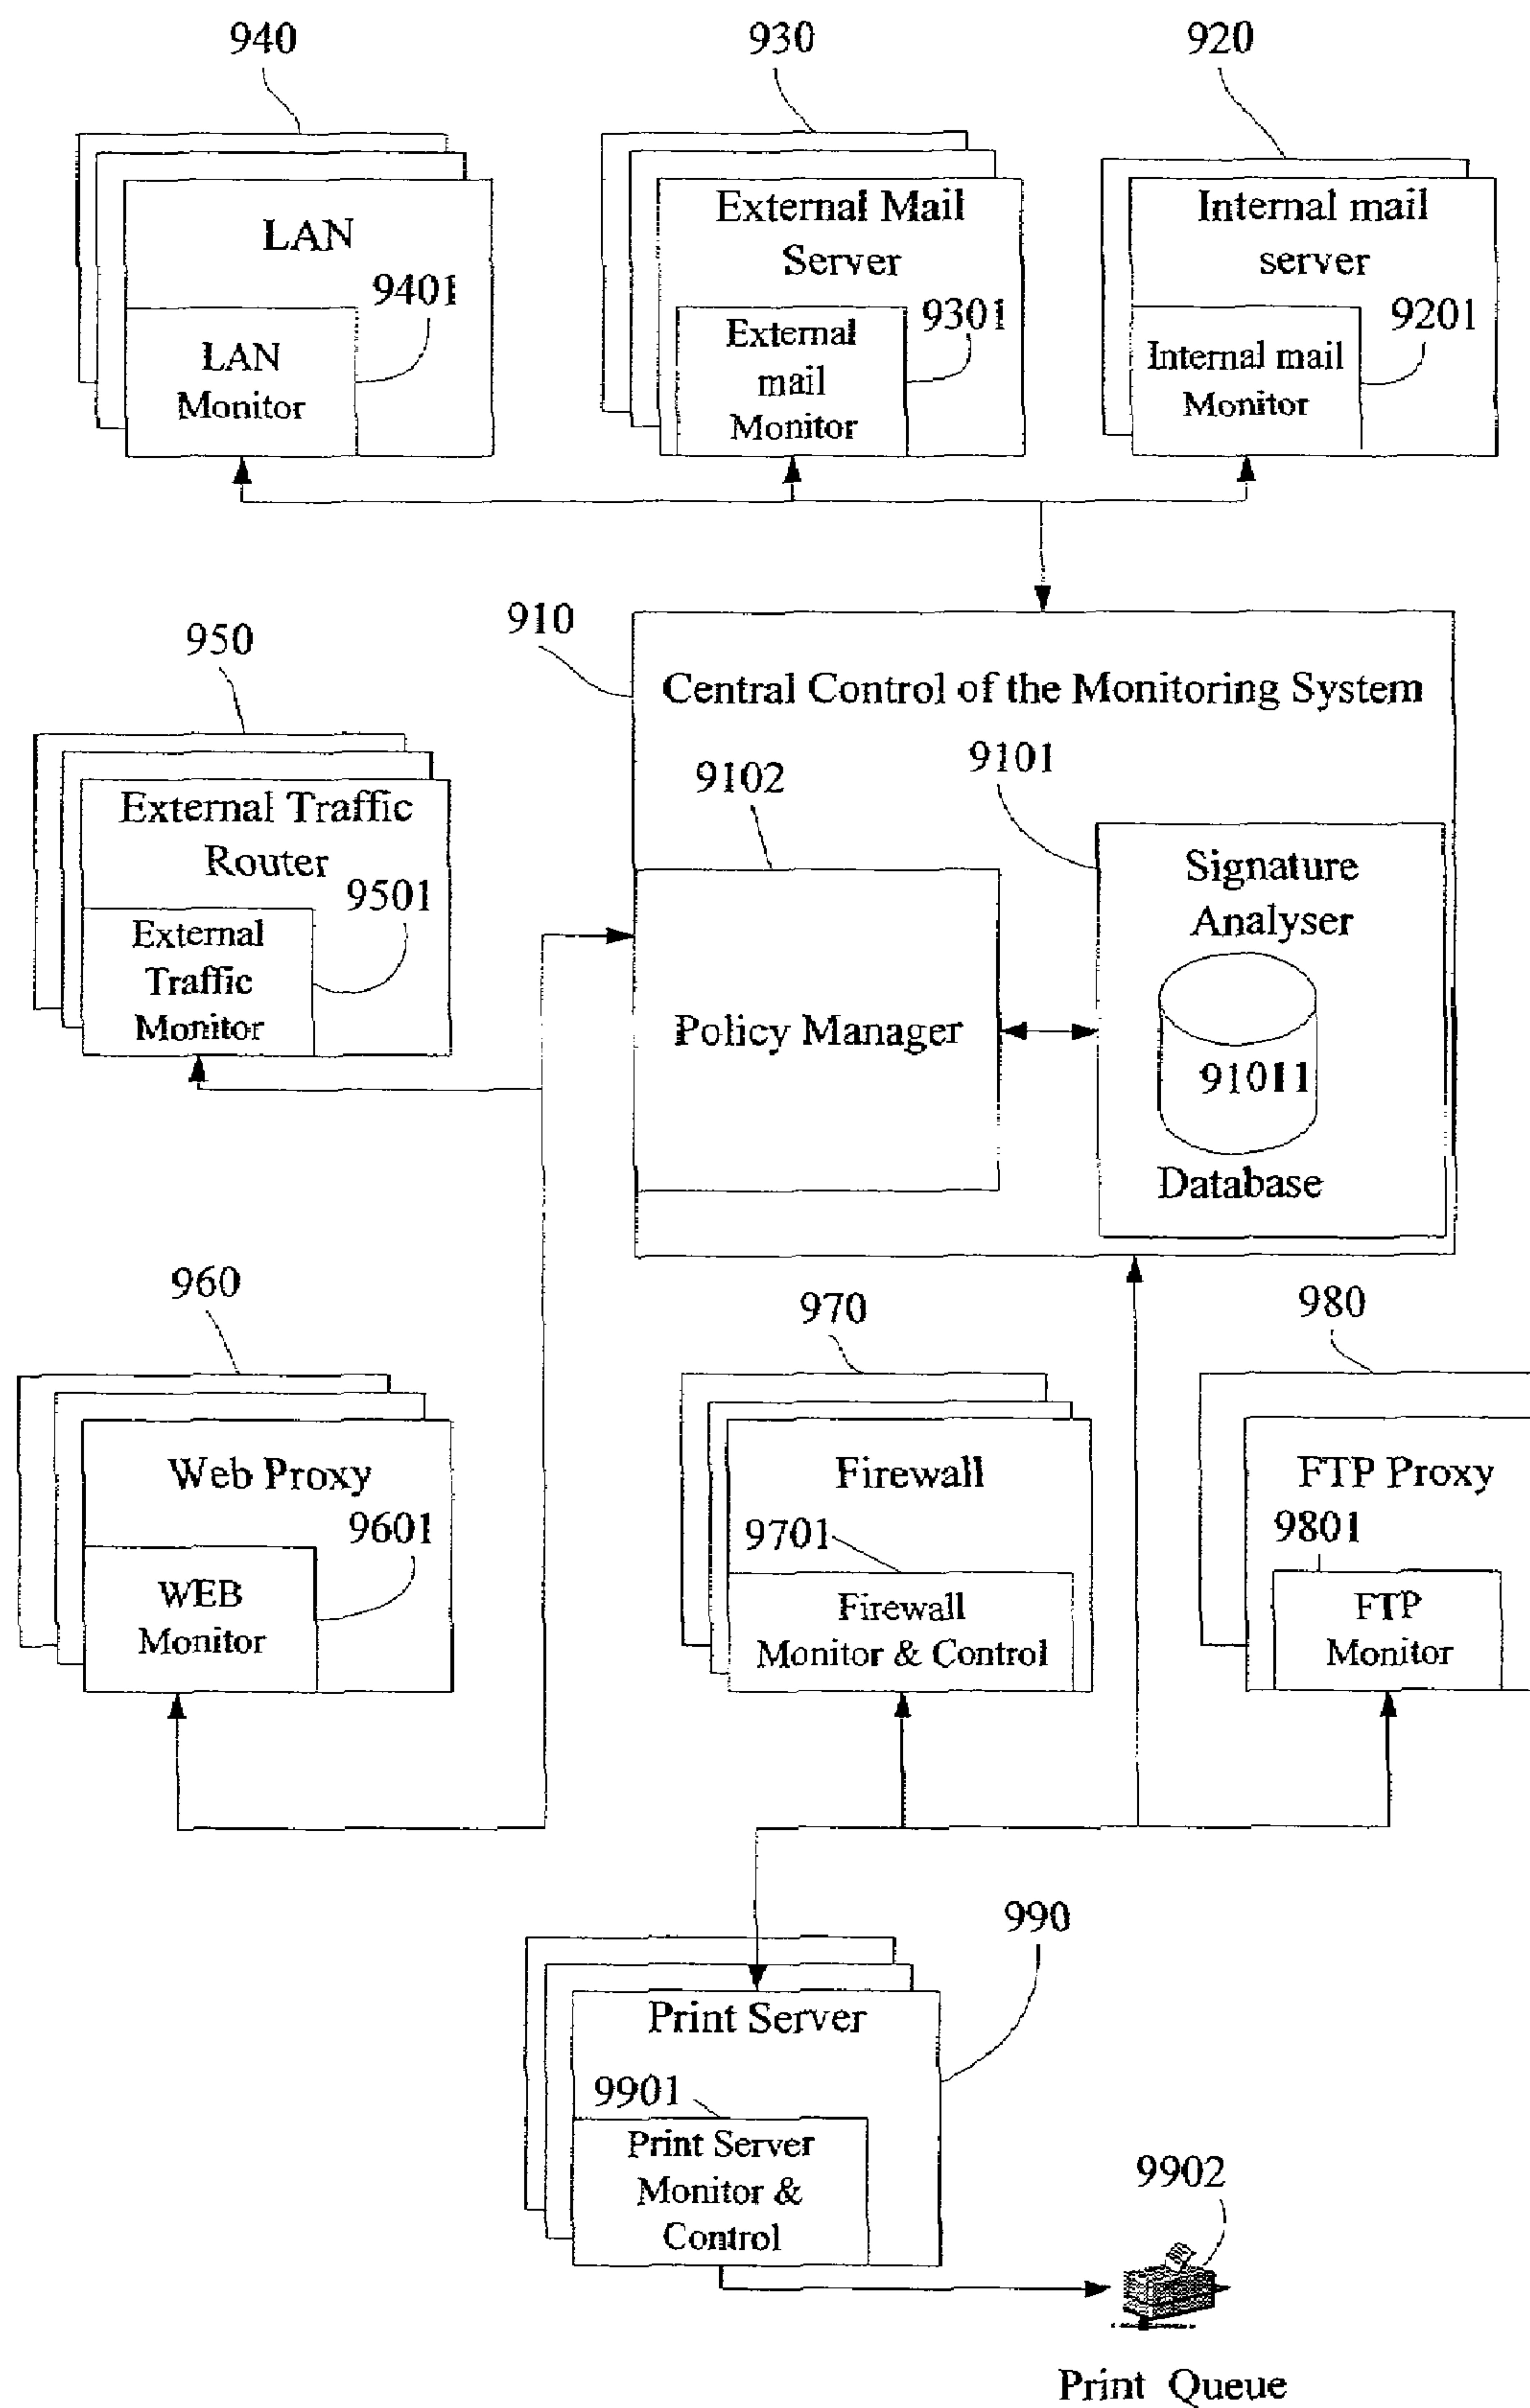 940
930
920
LAN
External Mail
Server
Internal mail
server
9401
9301
9201
LAN
Monitor
External
mail
Monitor
Internal mail
Monitor
910
950
Central Control of the Monitoring System
9102
9101
External Traffic
Router
9501
External
Traffic
Monitor
Signature
Analyser
Policy Manager
91011
Database
960
970
980
Web Proxy
Firewall
FTP Proxy
9601
9701
9801
WEB
Monitor
Firewall
Monitor & Control
FTP
Monitor
990
Print Server
9901
Print Server
Monitor &
Control
9902
Print Queue